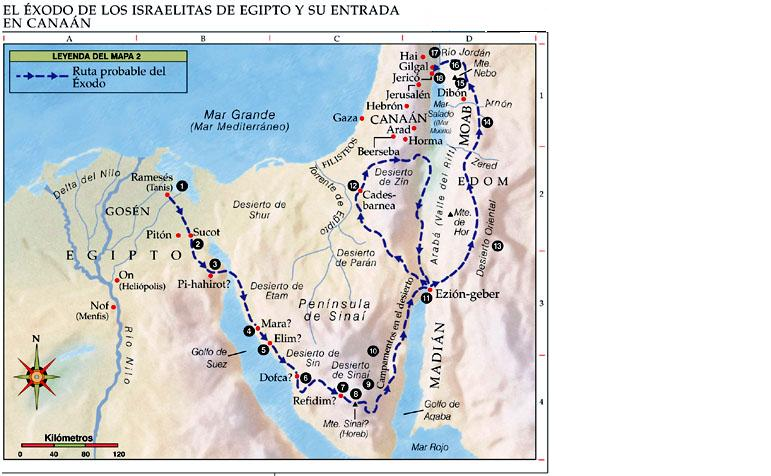 EL ÉXODO DE LOS ISRAELITAS DE EGIPTO Y SU ENTRADA
EN CANAÁN
A B C D
LEYENDA DEL MAPA 2
Ruta probable del
Éxodo
Hai
17
Río Jordán
Gilgal
16
Mte.
Nebo
Jericó
18
15
Jerusalén
Dibón
1
Mar Grande
(Mar Mediterráneo)
Hebrón
Mar
Salado
(Mar
Muerto)
Arnón
Gaza
CANAÁN
MOAB
14
Arad
Horma
Beerseba
FILISTEOS
Zered
Delta del Nilo
Ramesés
(Tanis)
1
Desierto
de Zin
EDOM
12
Cades-
barnea
2
GOSÉN
Desierto de
Shur
Torrente de
Egipto
Arabá (Valle del Rift)
Mte.
de
Hor
Pitón
Sucot
2
Desierto Oriental
13
EGIPTO
Desierto
de Parán
3
On
(Heliópolis)
Pi-hahirot?
Desierto de
Etam
11
Ezión-geber
Nof
(Menfis)
Península
de Sinaí
3
Campamentos en el desierto
Río Nilo
4
Mara?
5
Elim?
N
Golfo de
Suez
Desierto de
Sin
10
MADIÁN
Desierto
de Sinaí
Dofca?
6
7
8
9
Refidim?
4
Mte. Sinaí?
(Horeb)
Golfo de
Aqaba
Kilómetros
0 40 80 120
Mar Rojo